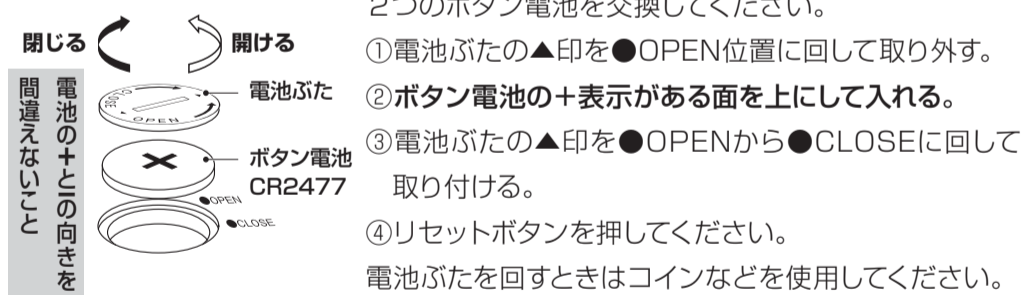 2つのボタン電池を交換してください。
①電池ぶたの▲印を●OPEN位置に回して取り外す。
②ボタン電池の＋表示がある面を上にして入れる。
③電池ぶたの▲印を●OPENから●CLOSEに回して
取り付ける。
④リセットボタンを押してください。
電池ぶたを回すときはコインなどを使用してください。
閉じる
開ける
電池ぶた
CLOSE
OPEN
ボタン電池
CR2477
●OPEN
●CLOSE
電池の＋と−の向きを
間違えないこと